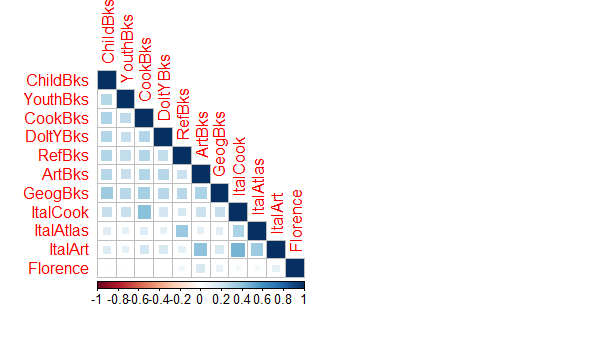 ChildBks
YouthBks
CookBks
DoItYBks
RefBks
ArtBks
GeogBks
ItalCook
ItalAtlas
ItalArt
Florence
ChildBks
YouthBks
CookBks
DoItYBks
RefBks
ArtBks
GeogBks
ItalCook
ItalAtlas
ItalArt
Florence
-1 -0.8 -0.6 -0.4 -0.2 0 0.2 0.4 0.6 0.8 1